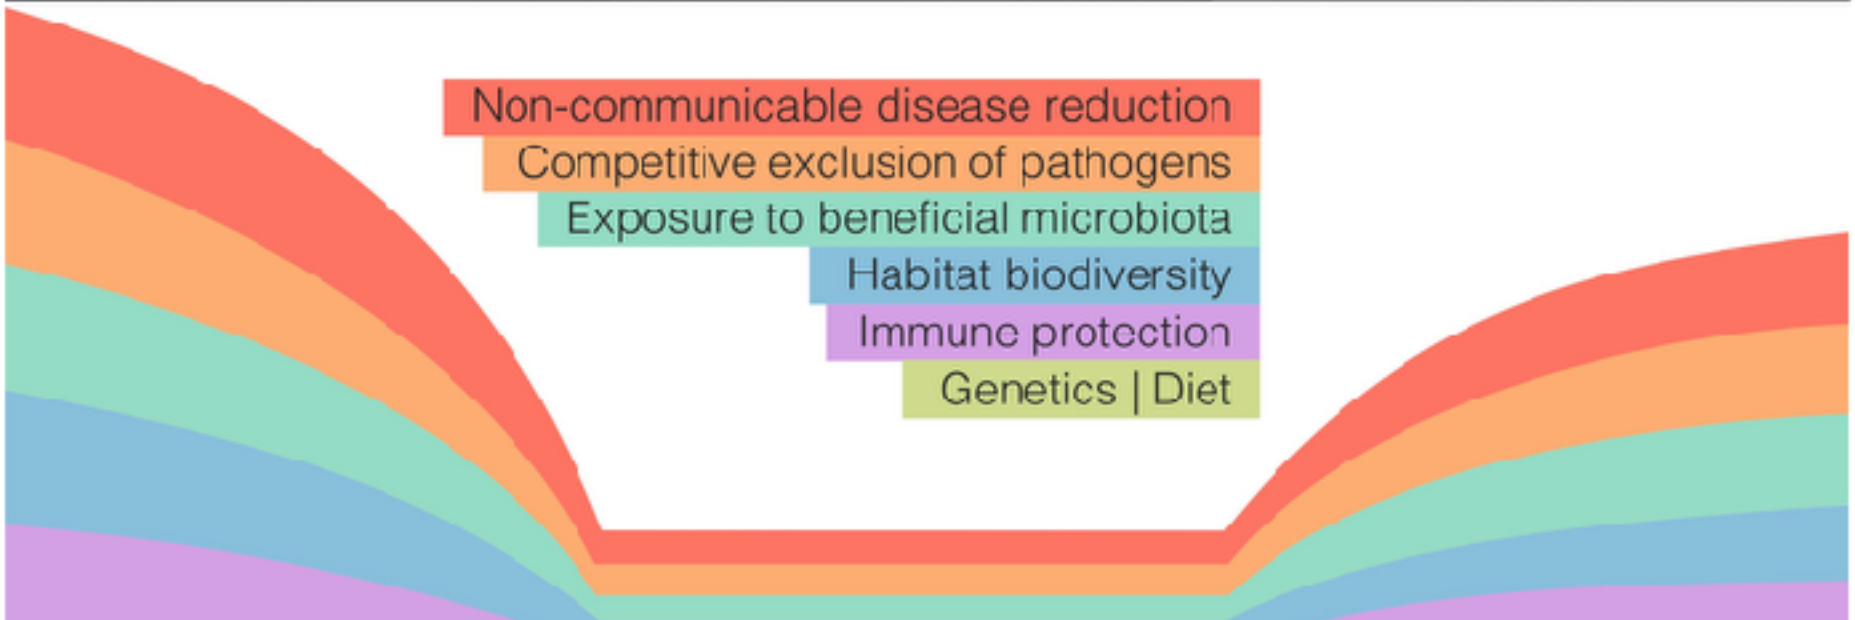 Non-communicable disease reduction
Competitive exclusion of pathogens
Exposure to beneficial microbiota
Habitat biodiversity
Immune protection
Genetics | Diet